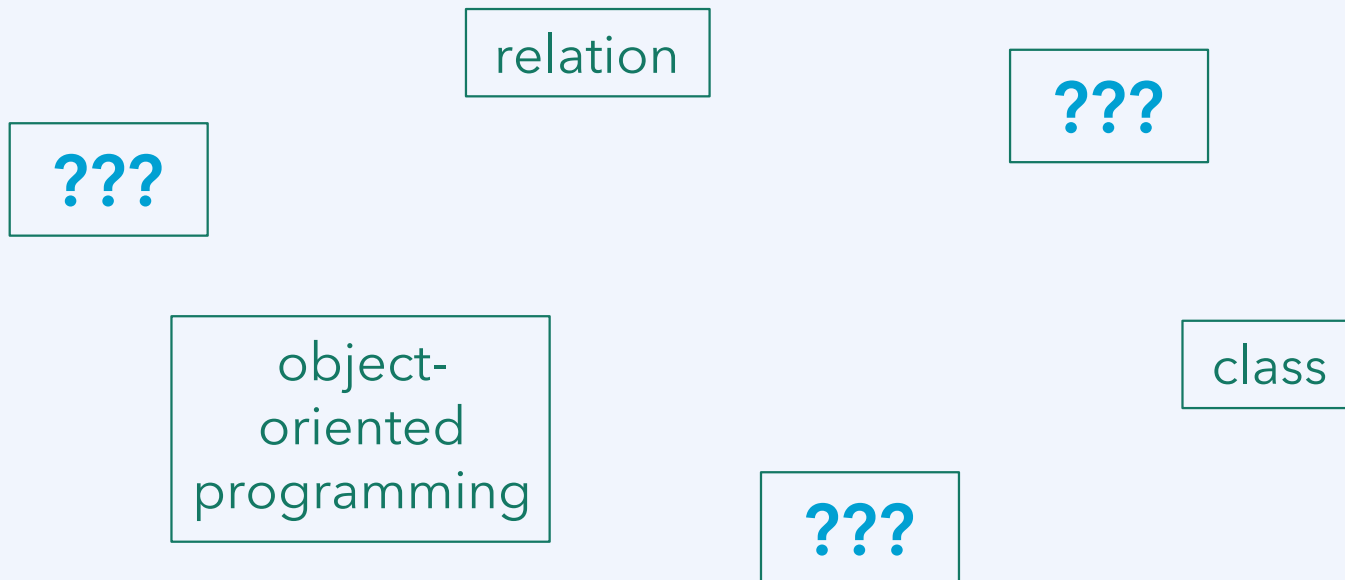 relation
???
???
object-
oriented
programming
class
???